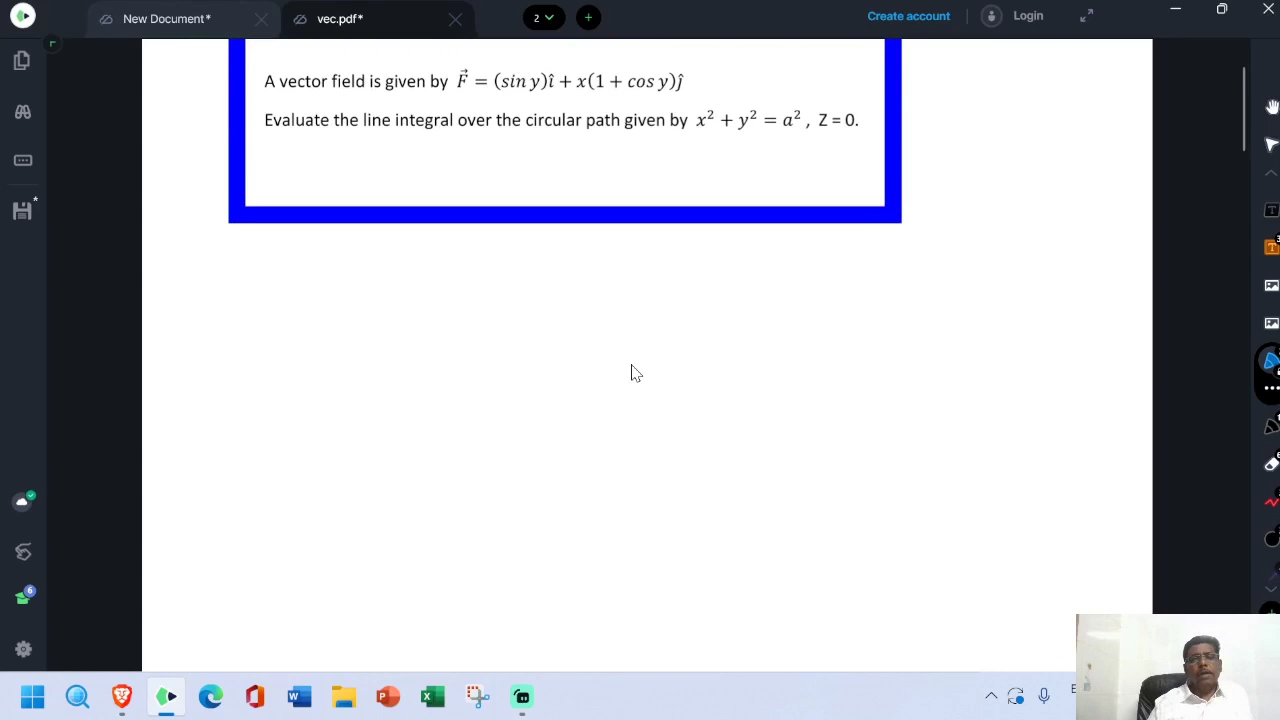 New Document*
vec.pdf*
2
+
Create account
Login
A vector field is given by F⃗ = (sin y)î + x(1 + cos y)ĵ
Evaluate the line integral over the circular path given by x² + y² = a² , Z = 0.
6